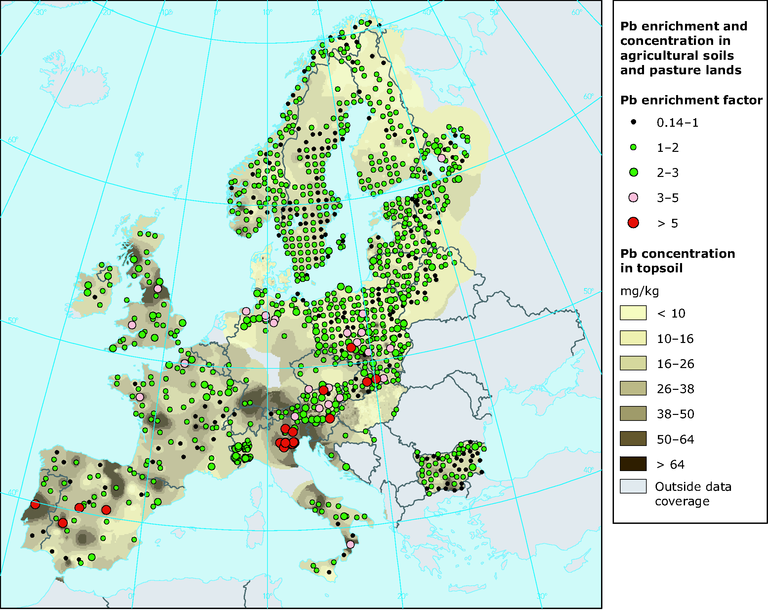 Pb enrichment and
concentration in
agricultural soils
and pasture lands
Pb enrichment factor
0.14–1
1–2
2–3
3–5
> 5
Pb concentration
in topsoil
mg/kg
< 10
10–16
16–26
26–38
38–50
50–64
> 64
Outside data
coverage